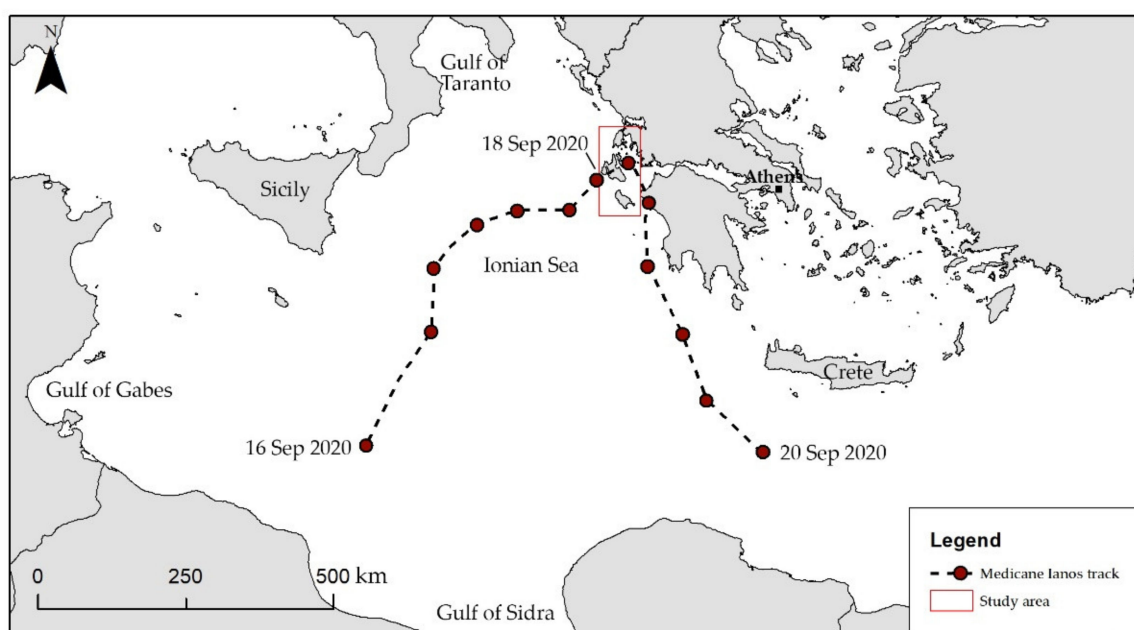 N
Gulf of
Taranto
18 Sep 2020
Sicily
Athens
Ionian Sea
Gulf of Gabes
Crete
16 Sep 2020
20 Sep 2020
Legend
Medicane Ianos track
Study area
0 250 500 km
Gulf of Sidra